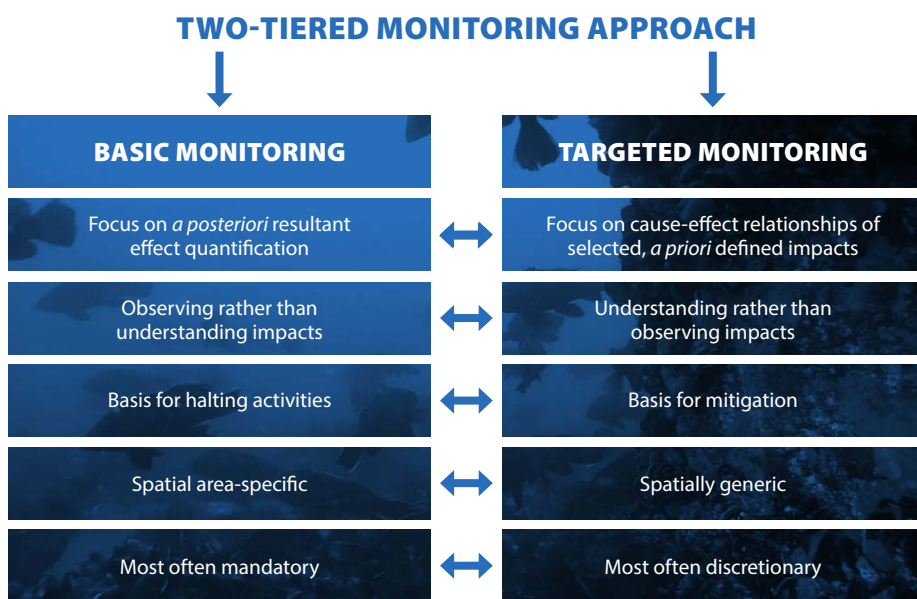 TWO-TIERED MONITORING APPROACH
BASIC MONITORING
TARGETED MONITORING
Focus on a posteriori resultant
effect quantification
Focus on cause-effect relationships of
selected, a priori defined impacts
Observing rather than
understanding impacts
Understanding rather than
observing impacts
Basis for halting activities
Basis for mitigation
Spatial area-specific
Spatially generic
Most often mandatory
Most often discretionary